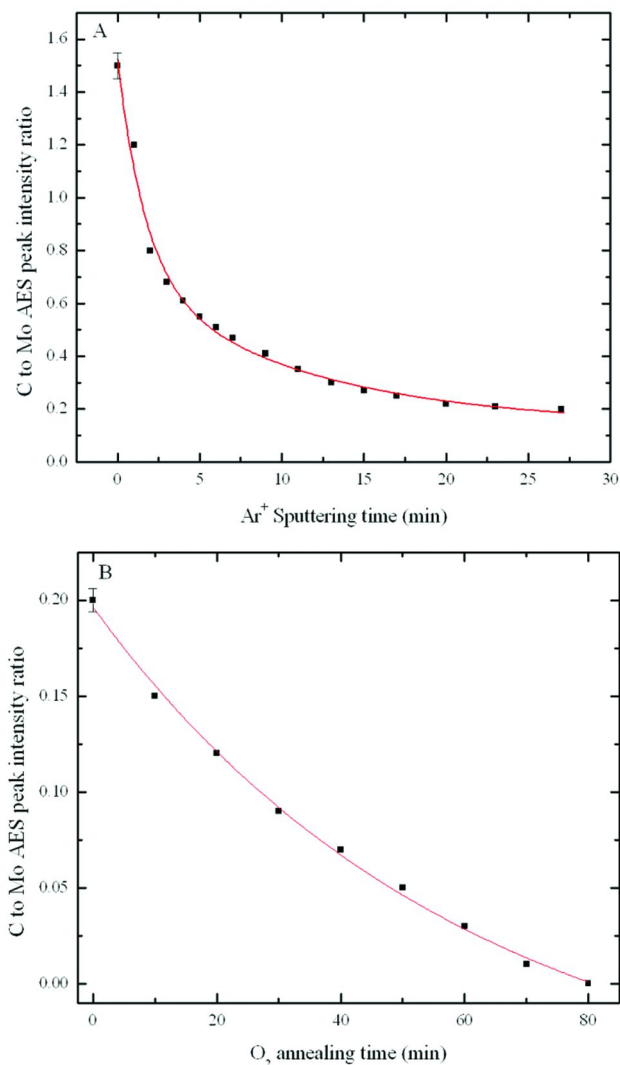 A
1.6
1.4
1.2
1.0
0.8
0.6
0.4
0.2
0.0
C to Mo AES peak intensity ratio
0 5 10 15 20 25 30
Ar+ Sputtering time (min)
B
0.20
0.15
0.10
0.05
0.00
C to Mo AES peak intensity ratio
0 20 40 60 80
O, annealing time (min)